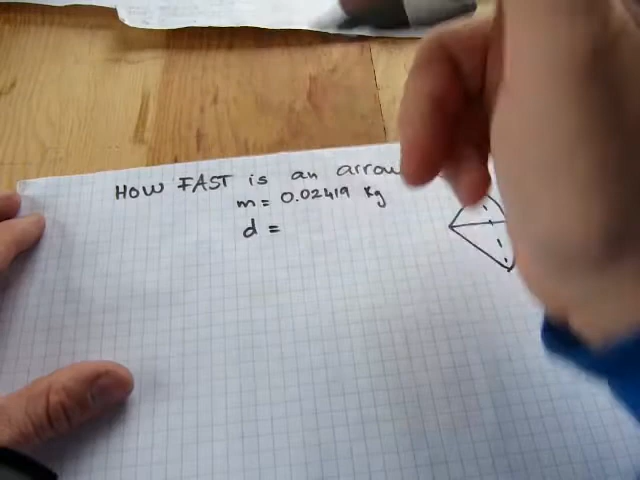 HOW FAST is an arrow
m = 0.02419 kg
d =